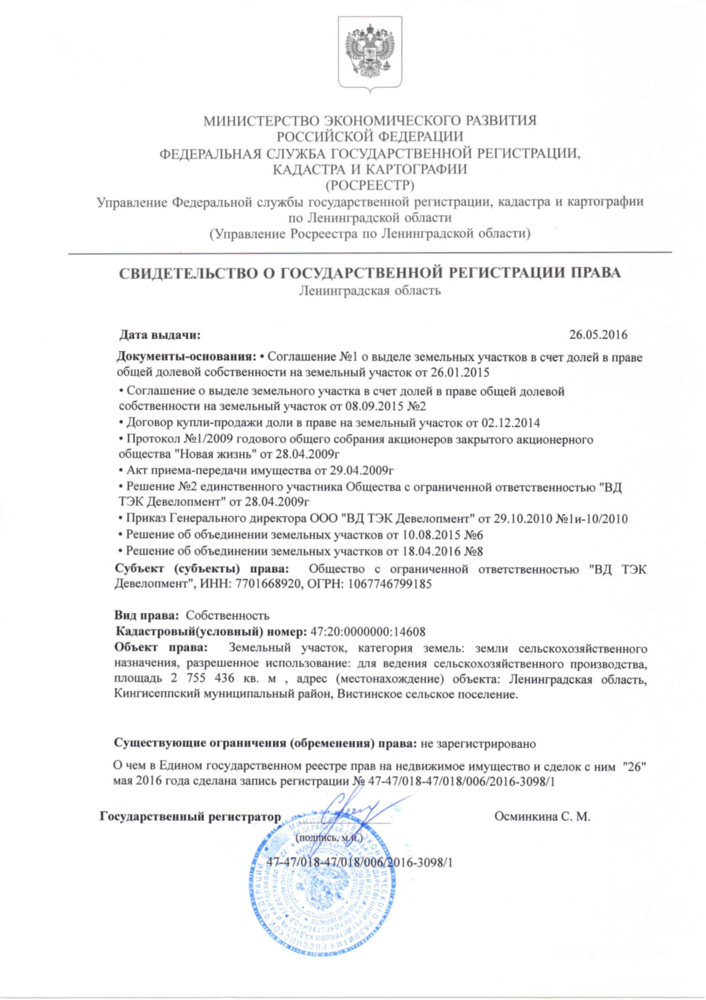 МИНИСТЕРСТВО ЭКОНОМИЧЕСКОГО РАЗВИТИЯ
РОССИЙСКОЙ ФЕДЕРАЦИИ
ФЕДЕРАЛЬНАЯ СЛУЖБА ГОСУДАРСТВЕННОЙ РЕГИСТРАЦИИ,
КАДАСТРА И КАРТОГРАФИИ
(РОСРЕЕСТР)
Управление Федеральной службы государственной регистрации, кадастра и картографии
по Ленинградской области
(Управление Росреестра по Ленинградской области)
СВИДЕТЕЛЬСТВО О ГОСУДАРСТВЕННОЙ РЕГИСТРАЦИИ ПРАВА
Ленинградская область
Дата выдачи: 26.05.2016
Документы-основания: • Соглашение №1 о выделе земельных участков в счет долей в праве
общей долевой собственности на земельный участок от 26.01.2015
• Соглашение о выделе земельного участка в счет долей в праве общей долевой
собственности на земельный участок от 08.09.2015 №2
• Договор купли-продажи доли в праве на земельный участок от 02.12.2014
• Протокол №1/2009 годового общего собрания акционеров закрытого акционерного
общества "Новая жизнь" от 28.04.2009г
• Акт приема-передачи имущества от 29.04.2009г
• Решение №2 единственного участника Общества с ограниченной ответственностью "ВД
ТЭК Девелопмент" от 28.04.2009г
• Приказ Генерального директора ООО "ВД ТЭК Девелопмент" от 29.10.2010 №1и-10/2010
• Решение об объединении земельных участков от 10.08.2015 №6
• Решение об объединении земельных участков от 18.04.2016 №8
Субъект (субъекты) права: Общество с ограниченной ответственностью "ВД ТЭК
Девелопмент", ИНН: 7701668920, ОГРН: 1067746799185
Вид права: Собственность
Кадастровый(условный) номер: 47:20:0000000:14608
Объект права: Земельный участок, категория земель: земли сельскохозяйственного
назначения, разрешенное использование: для ведения сельскохозяйственного производства,
площадь 2 755 436 кв. м , адрес (местонахождение) объекта: Ленинградская область,
Кингисеппский муниципальный район, Вистинское сельское поселение.
Существующие ограничения (обременения) права: не зарегистрировано
О чем в Едином государственном реестре прав на недвижимое имущество и сделок с ним "26"
мая 2016 года сделана запись регистрации № 47-47/018-47/018/006/2016-3098/1
Государственный регистратор Осминкина С. М.
(подпись, м.п.)
47-47/018-47/018/006/2016-3098/1
МИНИСТЕРСТВО ЭКОНОМИЧЕСКОГО РАЗВИТИЯ РОССИЙСКОЙ ФЕДЕРАЦИИ